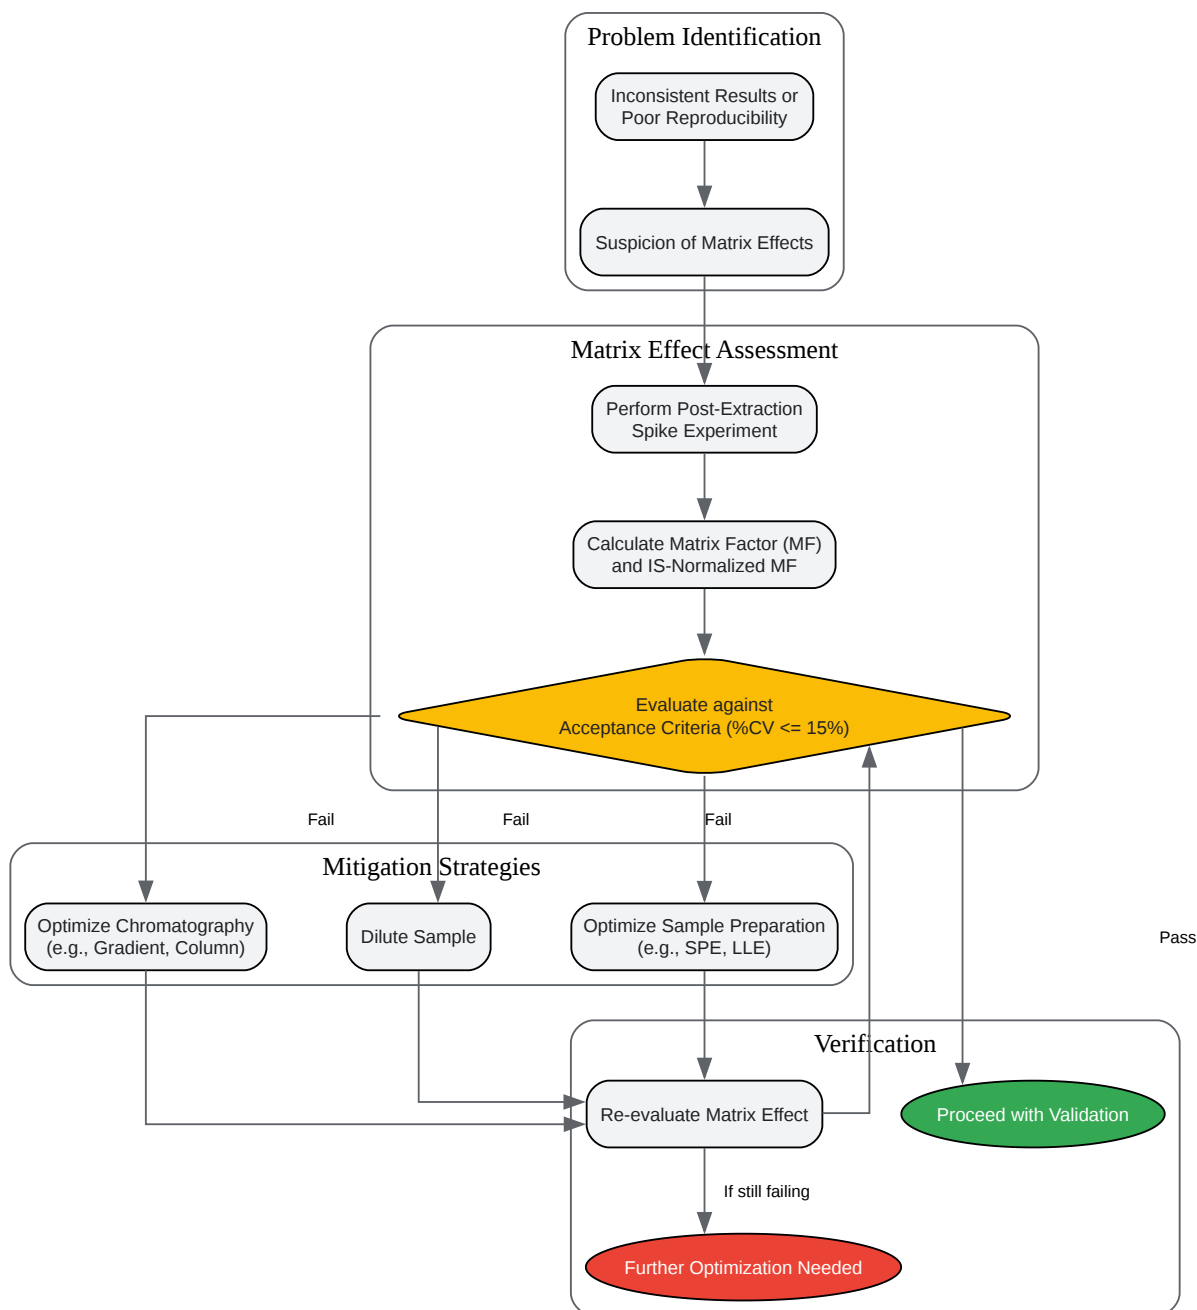 Problem Identification
Inconsistent Results or
Poor Reproducibility
Suspicion of Matrix Effects
Matrix Effect Assessment
Perform Post-Extraction
Spike Experiment
Calculate Matrix Factor (MF)
and IS-Normalized MF
Evaluate against
Acceptance Criteria (%CV <= 15%)
Fail
Fail
Fail
Mitigation Strategies
Optimize Chromatography
(e.g., Gradient, Column)
Dilute Sample
Optimize Sample Preparation
(e.g., SPE, LLE)
Pass
Verification
Re-evaluate Matrix Effect
Proceed with Validation
If still failing
Further Optimization Needed